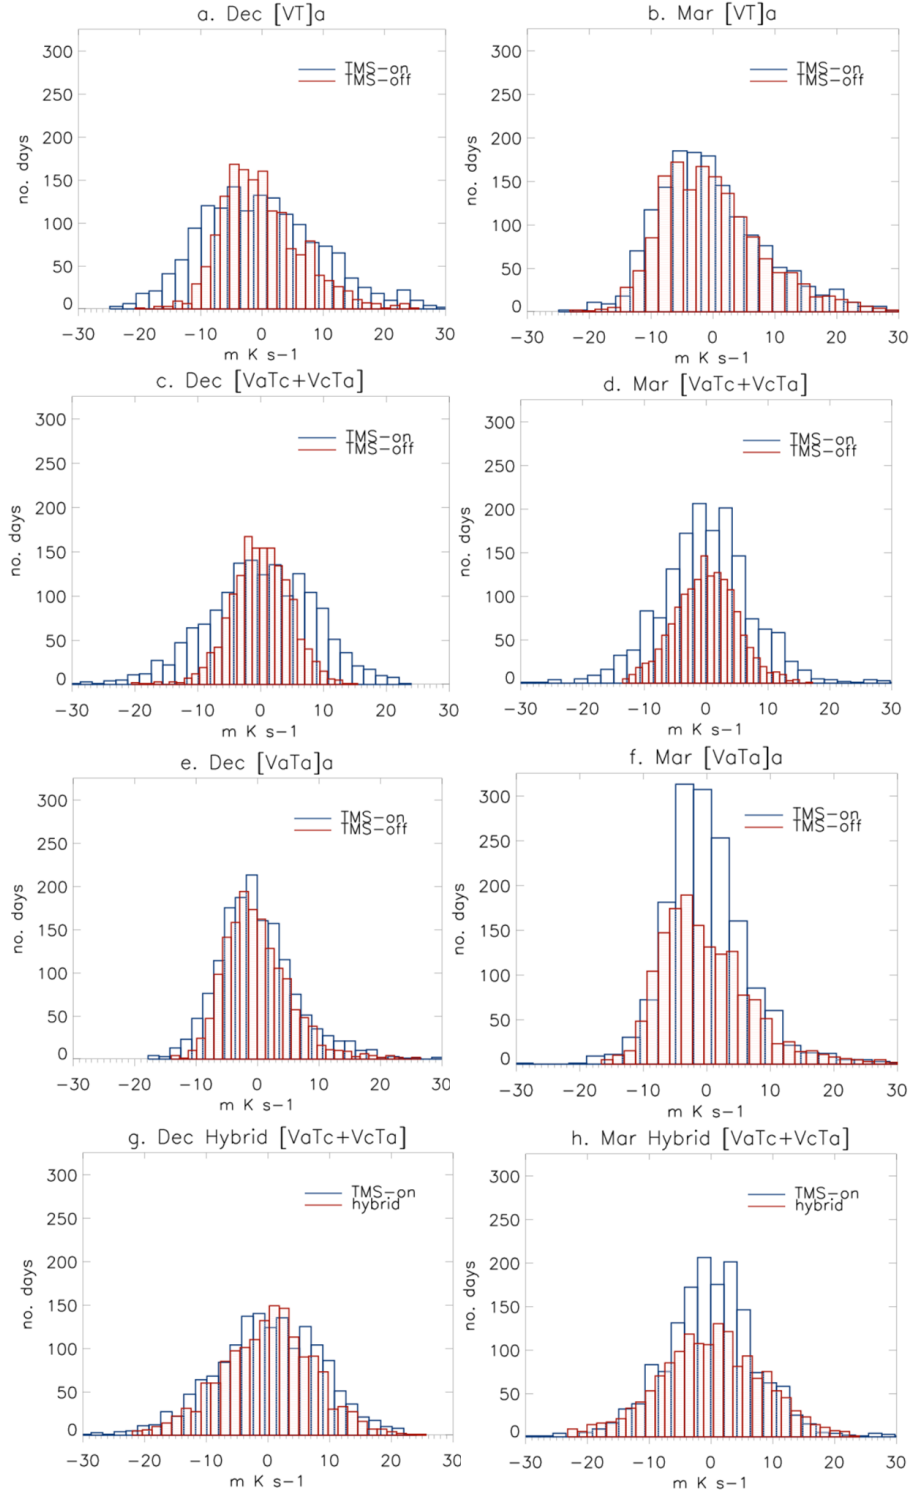 a. Dec [VT]a
300
250
200
150
100
50
0
no. days
TMS-on
TMS-off
-30 -20 -10 0 10 20 30
m K s-1
b. Mar [VT]a
300
250
200
150
100
50
0
no. days
TMS-on
TMS-off
-30 -20 -10 0 10 20 30
m K s-1
c. Dec [VaTc+VcTa]
300
250
200
150
100
50
0
no. days
TMS-on
TMS-off
-30 -20 -10 0 10 20 30
m K s-1
d. Mar [VaTc+VcTa]
300
250
200
150
100
50
0
no. days
TMS-on
TMS-off
-30 -20 -10 0 10 20 30
m K s-1
e. Dec [VaTa]a
300
250
200
150
100
50
0
no. days
TMS-on
TMS-off
-30 -20 -10 0 10 20 30
m K s-1
f. Mar [VaTa]a
300
250
200
150
100
50
0
no. days
TMS-on
TMS-off
-30 -20 -10 0 10 20 30
m K s-1
g. Dec Hybrid [VaTc+VcTa]
300
250
200
150
100
50
0
no. days
TMS-on
hybrid
-30 -20 -10 0 10 20 30
m K s-1
h. Mar Hybrid [VaTc+VcTa]
300
250
200
150
100
50
0
no. days
TMS-on
hybrid
-30 -20 -10 0 10 20 30
m K s-1